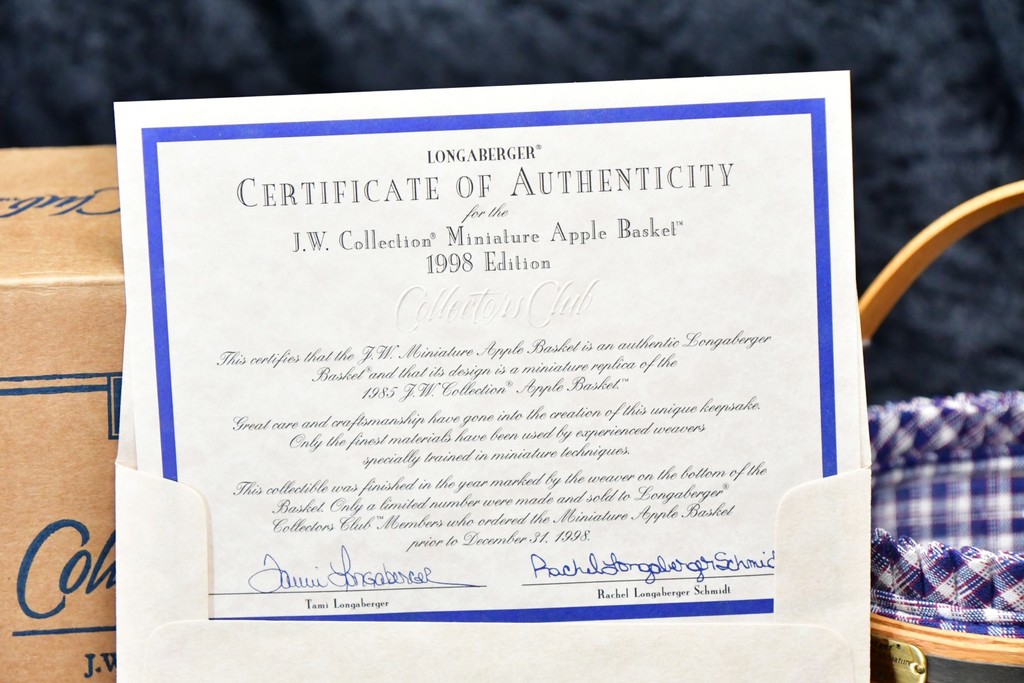 LONGABERGER®
CERTIFICATE OF AUTHENTICITY
for the
J.W. Collection® Miniature Apple Basket™
1998 Edition
Collectors Club
This certifies that the J.W. Miniature Apple Basket is an authentic Longaberger
Basket® and that its design is a miniature replica of the
1985 J.W. Collection® Apple Basket™
Great care and craftsmanship have gone into the creation of this unique keepsake.
Only the finest materials have been used by experienced weavers
specially trained in miniature techniques.
This collectible was finished in the year marked by the weaver on the bottom of the
Basket. Only a limited number were made and sold to Longaberger®
Collectors Club™ Members who ordered the Miniature Apple Basket
prior to December 31, 1998.
Tami Longaberger
Rachel Longaberger Schmid
Tami Longaberger
Rachel Longaberger Schmidt
Club
Coll
J.W